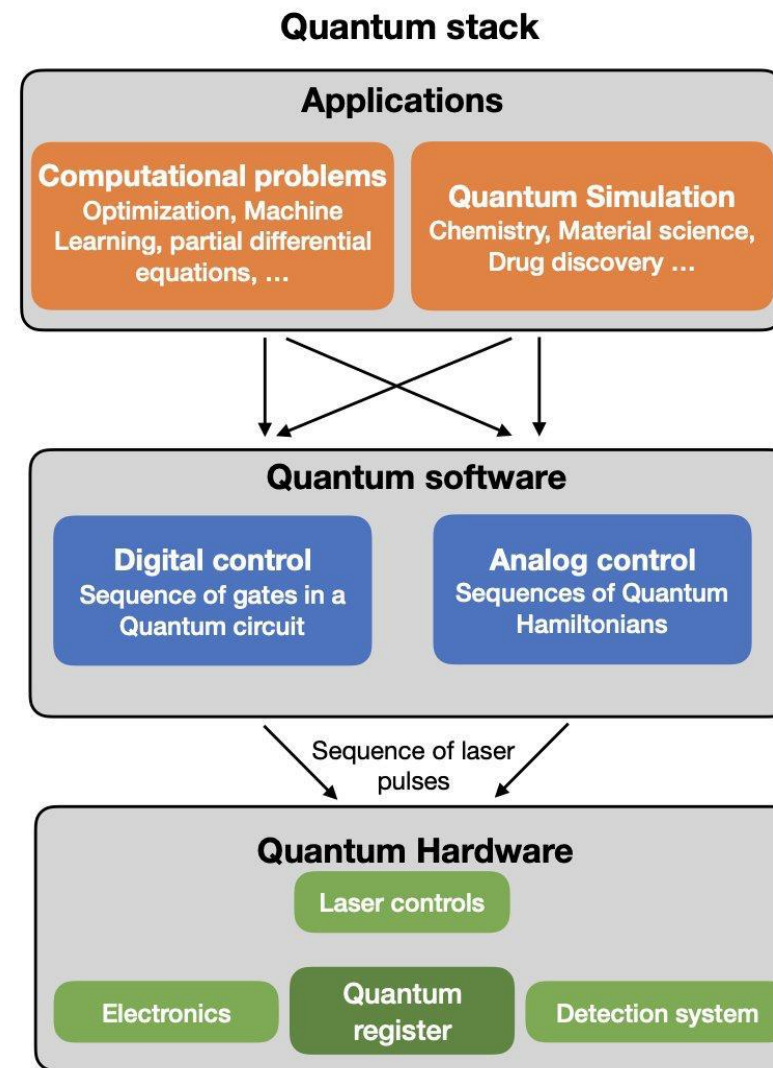 Quantum stack
Applications
Computational problems
Optimization, Machine
Learning, partial differential
equations, ...
Quantum Simulation
Chemistry, Material science,
Drug discovery ...
Quantum software
Digital control
Sequence of gates in a
Quantum circuit
Analog control
Sequences of Quantum
Hamiltonians
Sequence of laser
pulses
Quantum Hardware
Laser controls
Electronics
Quantum
register
Detection system